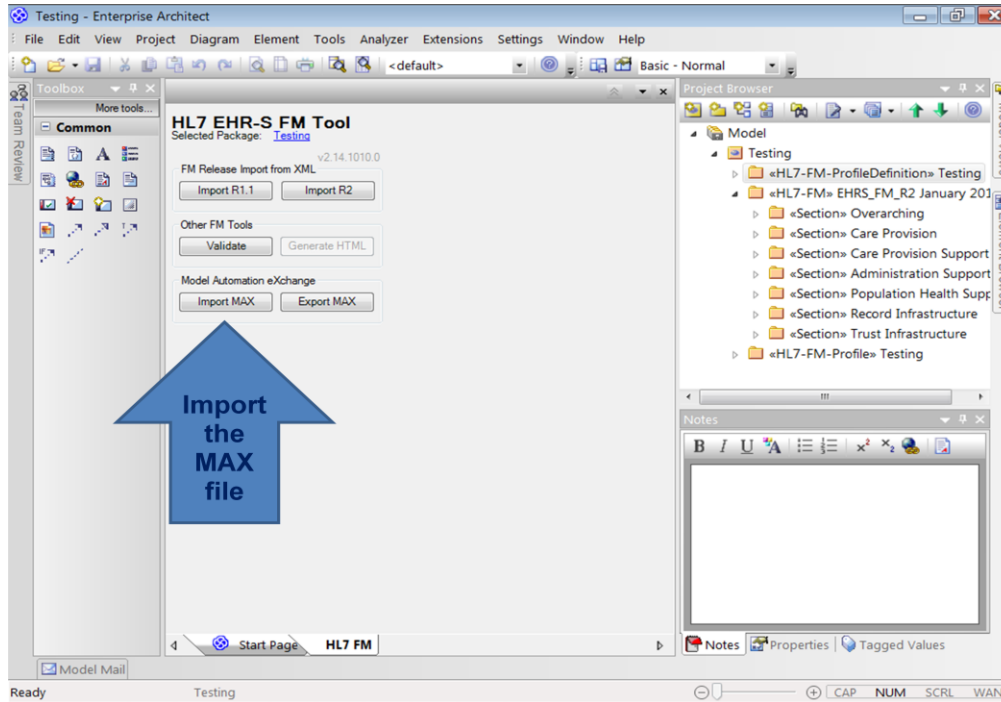 Testing - Enterprise Architect
File Edit View Project Diagram Element Tools Analyzer Extensions Settings Window Help
<default> Basic - Normal
Toolbox
More tools...
Common
Team Review
HL7 EHR-S FM Tool
Selected Package: Testing
v2.14.1010.0
FM Release Import from XML
Import R1.1 Import R2
Other FM Tools
Validate Generate HTML
Model Automation eXchange
Import MAX Export MAX
Import
the
MAX
file
Start Page HL7 FM
Project Browser
Model
Testing
«HL7-FM-ProfileDefinition» Testing
«HL7-FM» EHRS_FM_R2 January 201
«Section» Overarching
«Section» Care Provision
«Section» Care Provision Support
«Section» Administration Support
«Section» Population Health Supp
«Section» Record Infrastructure
«Section» Trust Infrastructure
«HL7-FM-Profile» Testing
Notes
B I U A x² x₂
Notes Properties Tagged Values
Model Mail
Ready Testing CAP NUM SCRL WAN